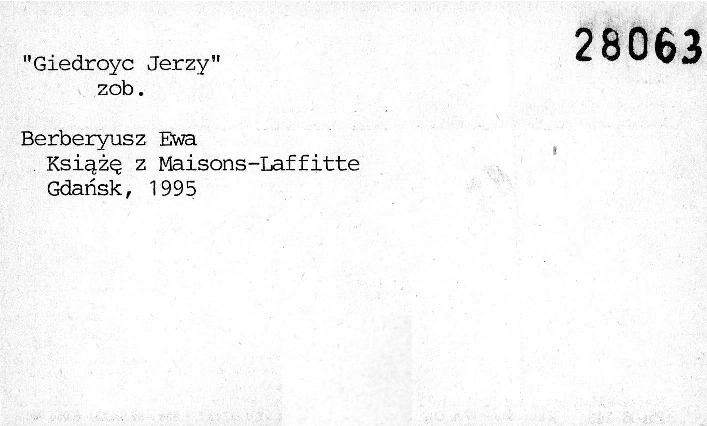 28063
"Giedroyc Jerzy"
zob.
Berberyusz Ewa
Książę z Maisons-Laffitte
Gdańsk, 1995